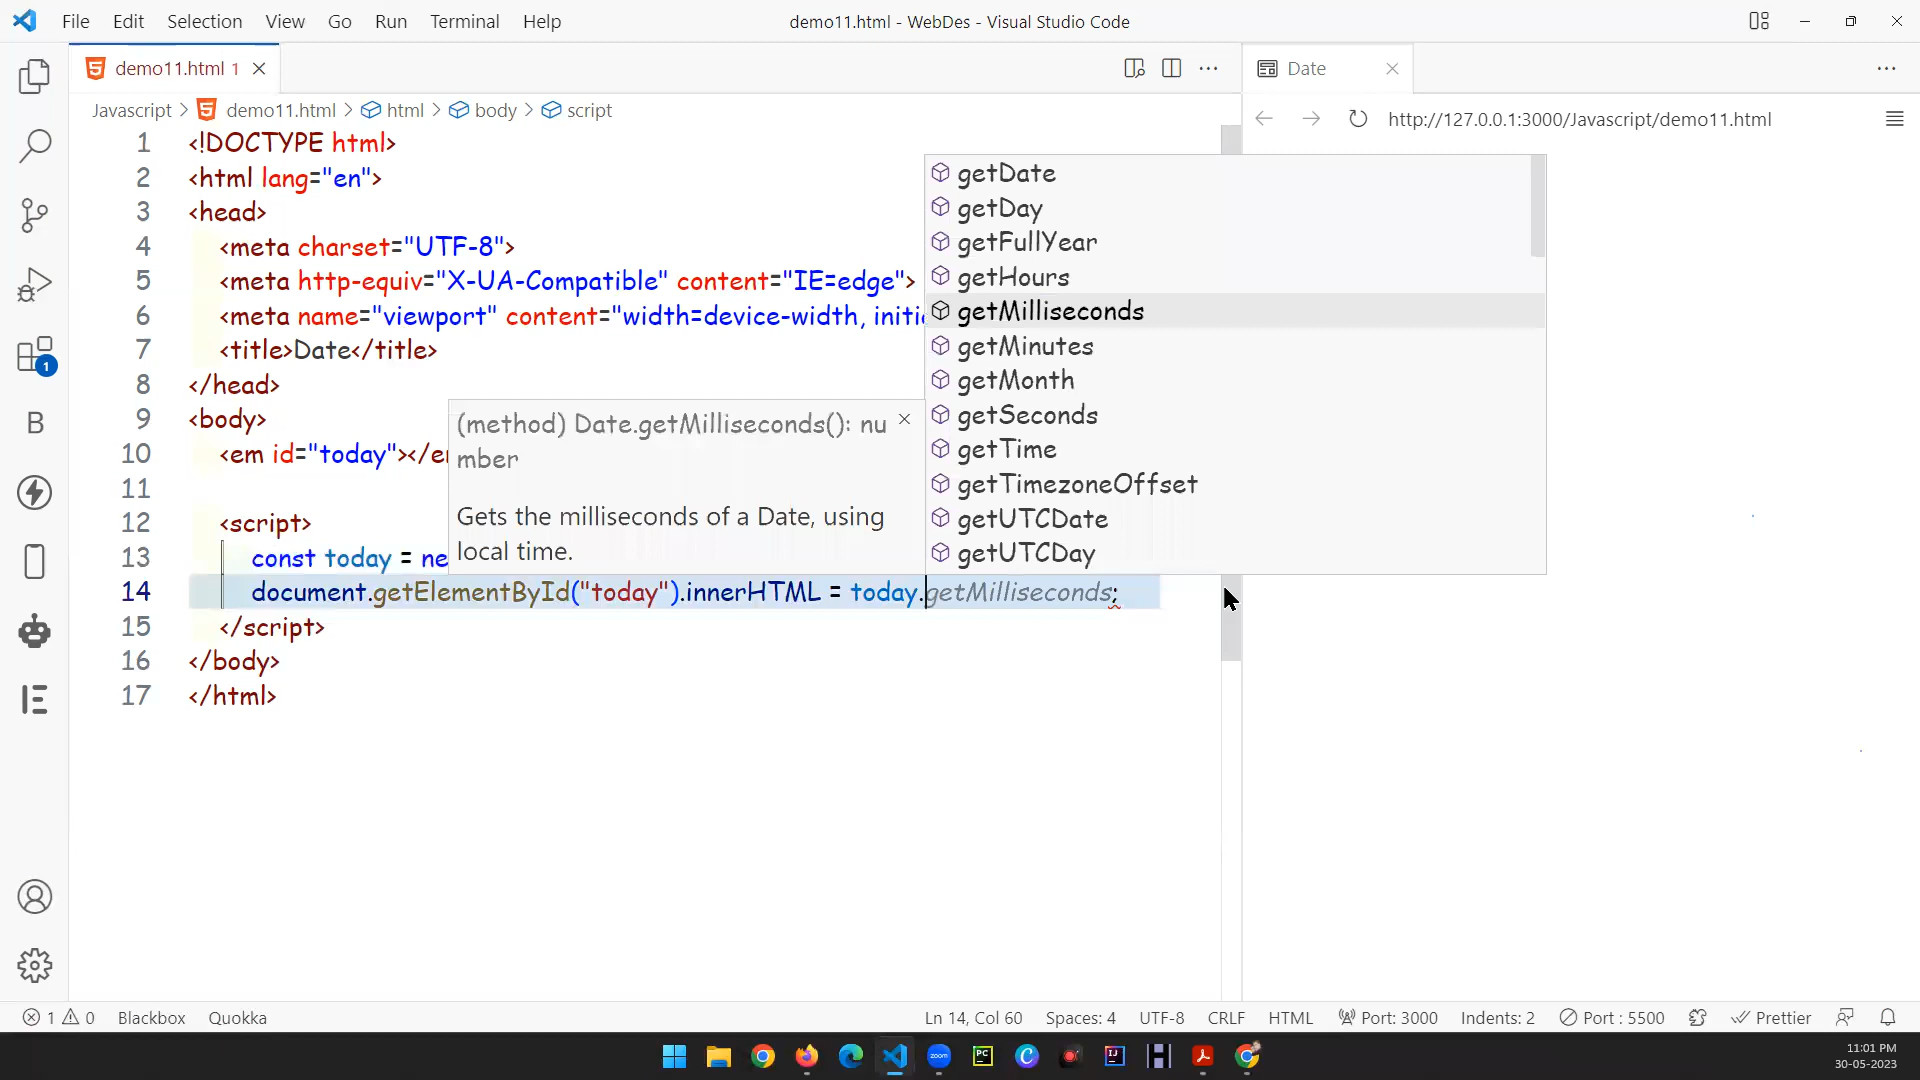 File Edit Selection View Go Run Terminal Help
demo11.html - WebDes - Visual Studio Code
demo11.html 1
Date
Javascript > demo11.html > html > body > script
http://127.0.0.1:3000/Javascript/demo11.html
1 <!DOCTYPE html>
2 <html lang="en">
3 <head>
4 <meta charset="UTF-8">
5 <meta http-equiv="X-UA-Compatible" content="IE=edge">
6 <meta name="viewport" content="width=device-width, initi
7 <title>Date</title>
8 </head>
9 <body>
10 <em id="today"></e
11
12 <script>
13 const today = ne
14 document.getElementById("today").innerHTML = today.getMilliseconds;
15 </script>
16 </body>
17 </html>
(method) Date.getMilliseconds(): nu
mber
Gets the milliseconds of a Date, using
local time.
getDate
getDay
getFullYear
getHours
getMilliseconds
getMinutes
getMonth
getSeconds
getTime
getTimezoneOffset
getUTCDate
getUTCDay
1
B
1 0 Blackbox Quokka
Ln 14, Col 60 Spaces: 4 UTF-8 CRLF HTML Port: 3000 Indents: 2 Port : 5500 Prettier
zoom
PC
IJ
11:01 PM
30-05-2023